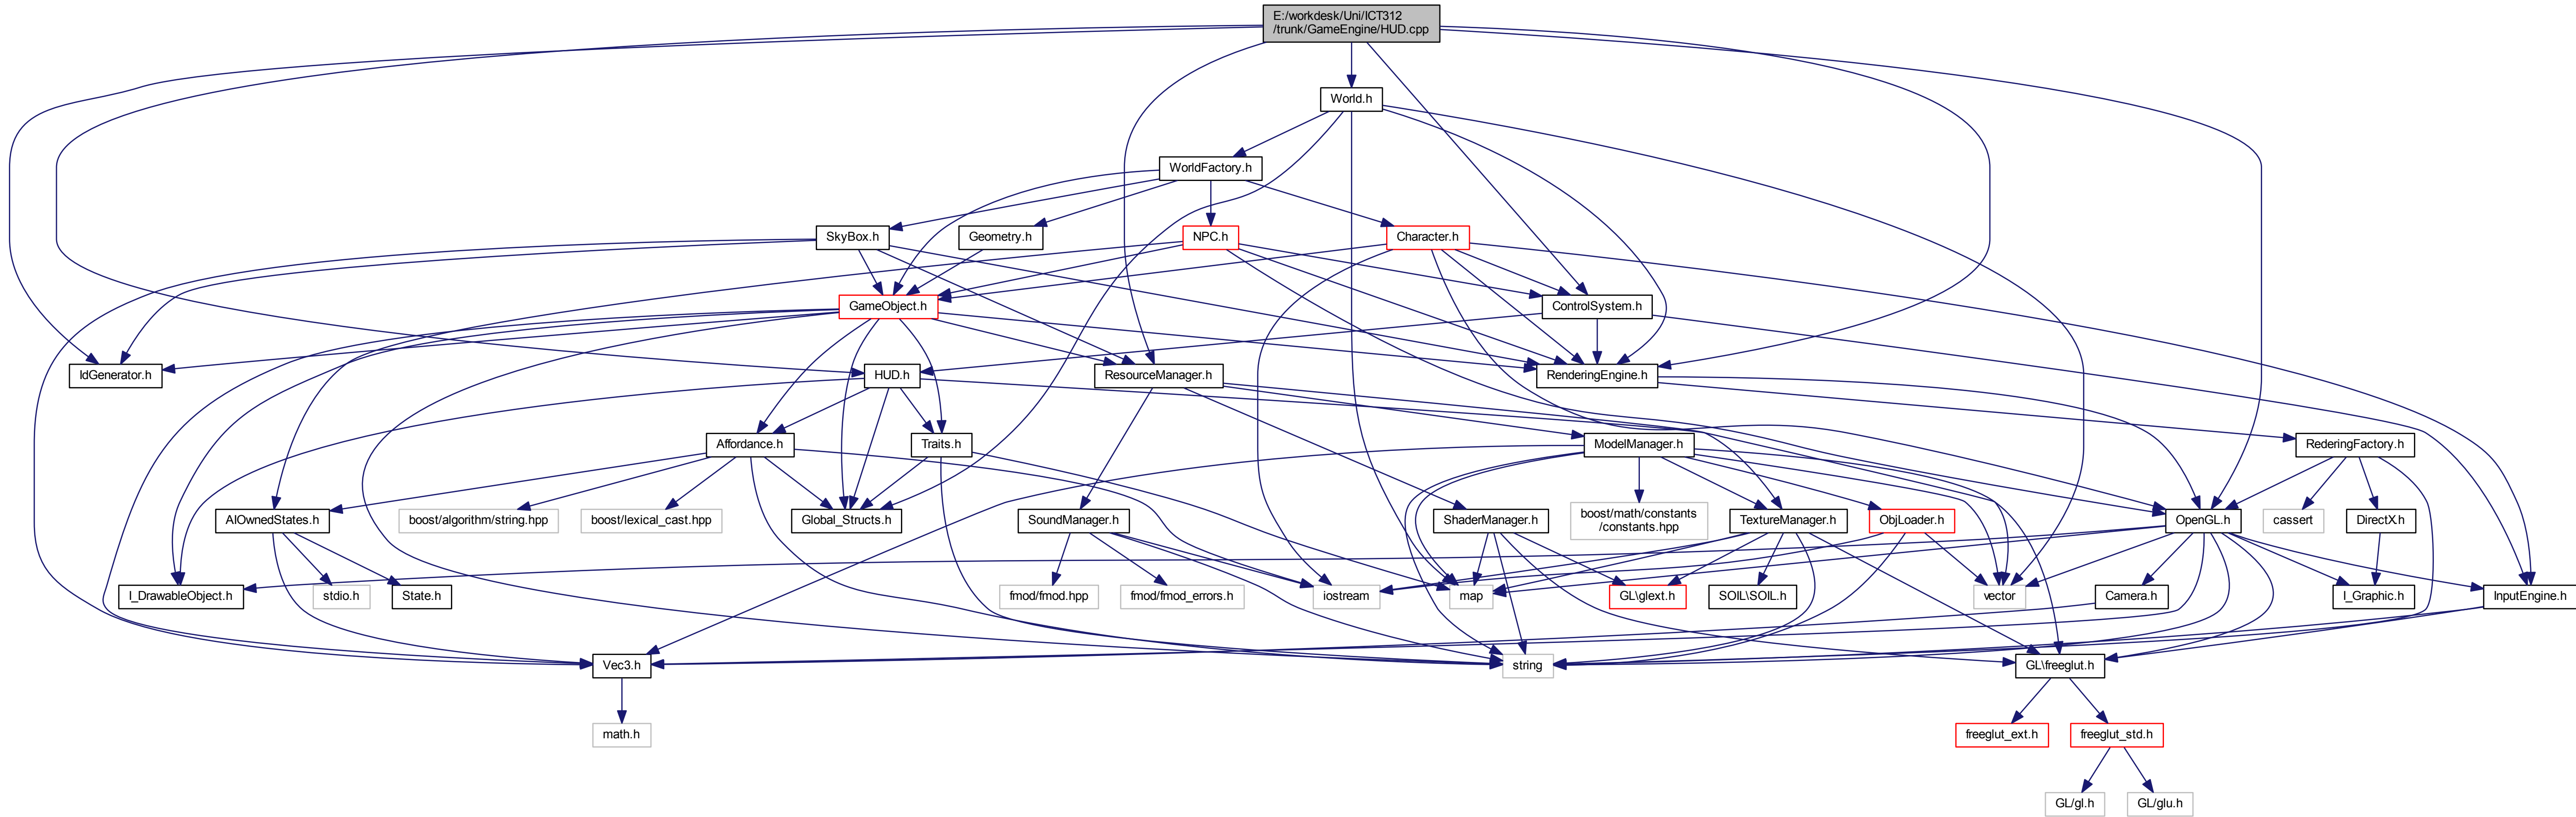 E:/workdesk/Uni/ICT312
/trunk/GameEngine/HUD.cpp
World.h
WorldFactory.h
SkyBox.h
Geometry.h
NPC.h
Character.h
GameObject.h
ControlSystem.h
IdGenerator.h
HUD.h
ResourceManager.h
RenderingEngine.h
Affordance.h
Traits.h
ModelManager.h
RederingFactory.h
AIOwnedStates.h
boost/algorithm/string.hpp
boost/lexical_cast.hpp
Global_Structs.h
SoundManager.h
ShaderManager.h
boost/math/constants
/constants.hpp
TextureManager.h
ObjLoader.h
OpenGL.h
cassert
DirectX.h
I_DrawableObject.h
stdio.h
State.h
fmod/fmod.hpp
fmod/fmod_errors.h
iostream
map
GL\glext.h
SOIL\SOIL.h
vector
Camera.h
I_Graphic.h
InputEngine.h
Vec3.h
string
GL\freeglut.h
math.h
freeglut_ext.h
freeglut_std.h
GL/gl.h
GL/glu.h